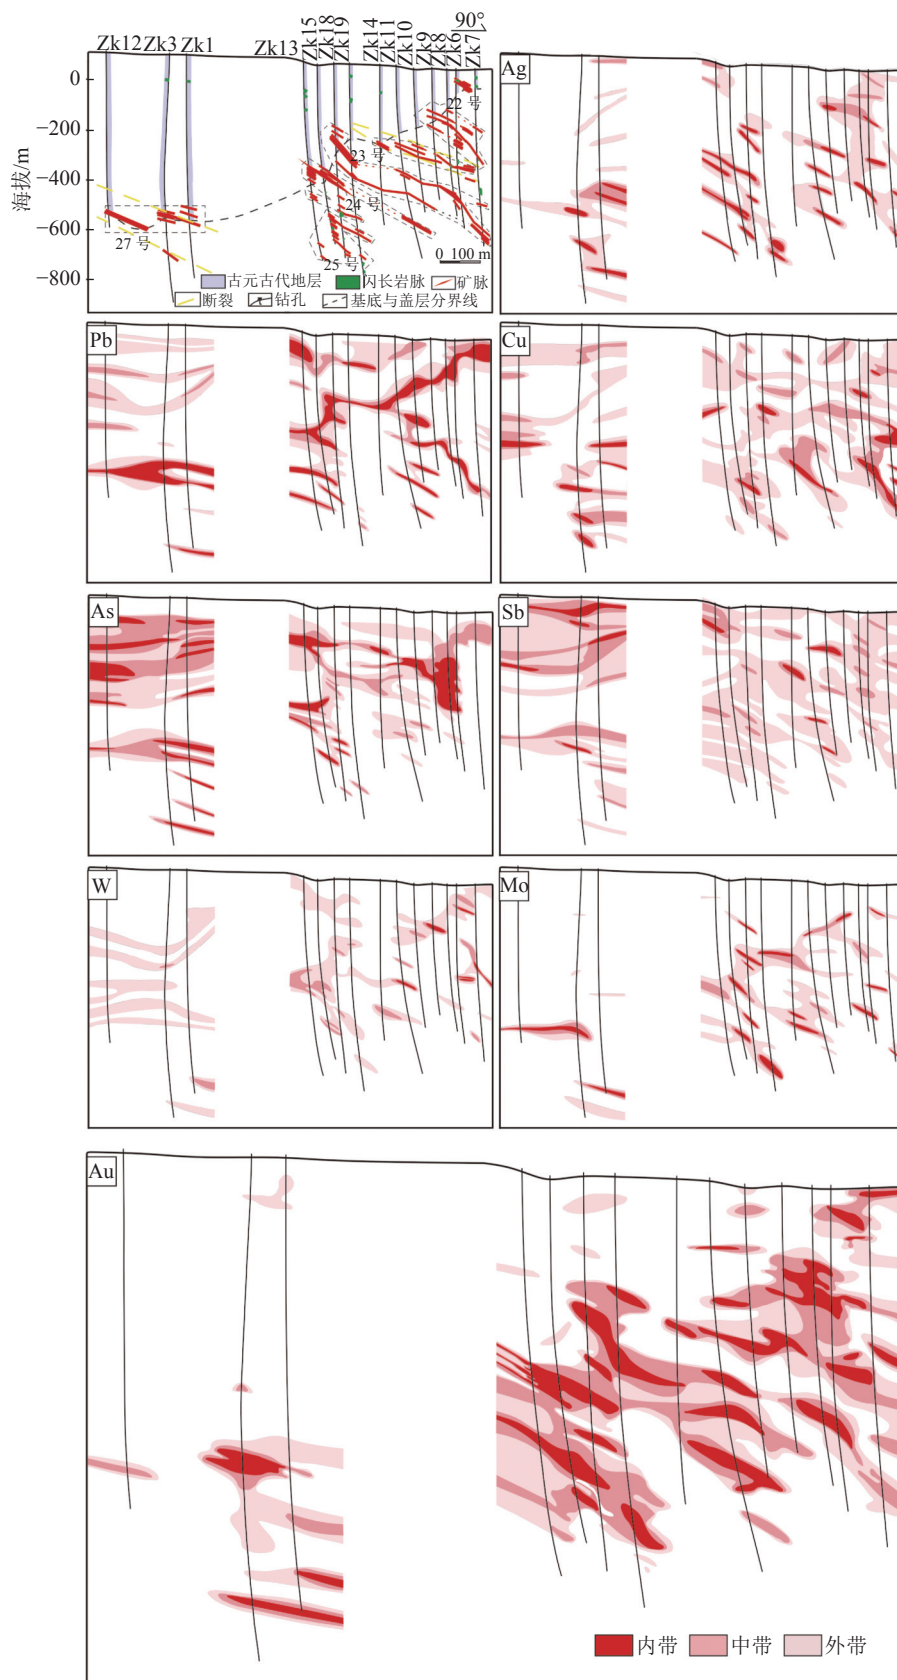 90°
Zk12 Zk3 Zk1 Zk13 Zk15 Zk18 Zk19 Zk14 Zk11 Zk10 Zk9 Zk8 Zk6 Zk7
海拔/m
0
−200
−400
−600
−800
22 号
23 号
24 号
25 号
27 号
0 100 m
古元古代地层 闪长岩脉 矿脉
断裂 钻孔 基底与盖层分界线
Ag
Pb
Cu
As
Sb
W
Mo
Au
内带 中带 外带